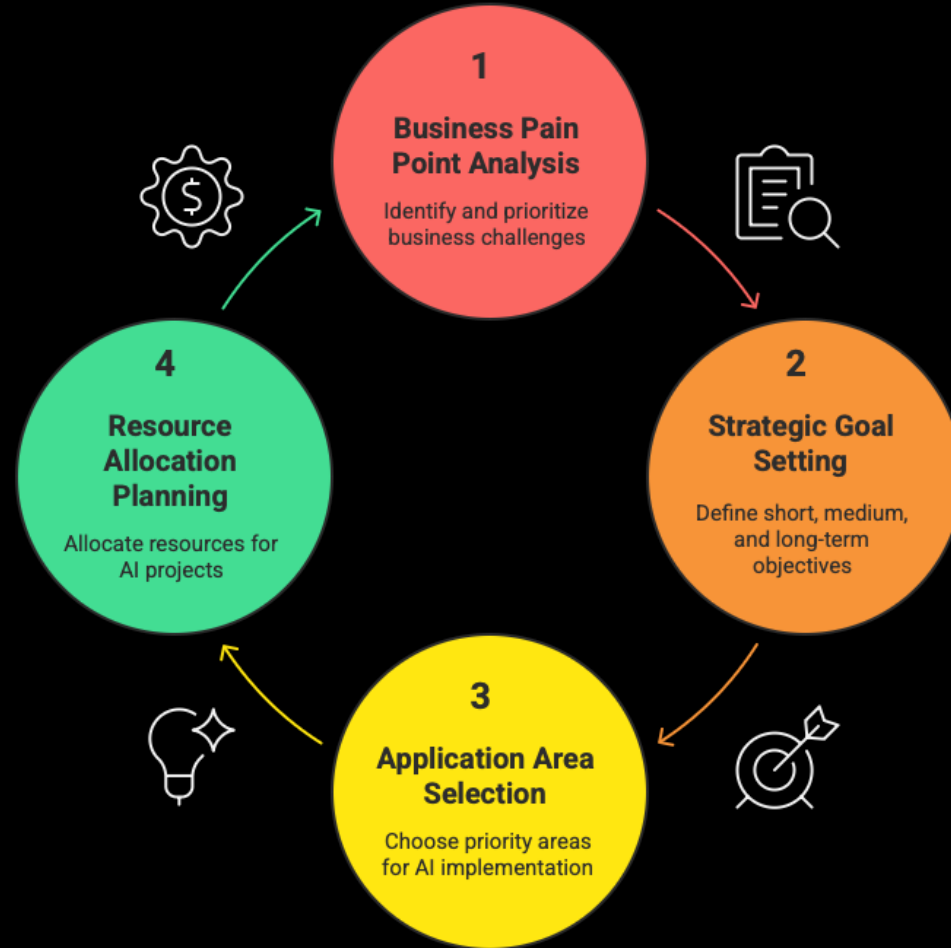 1
Business Pain
Point Analysis
Identify and prioritize
business challenges
2
Strategic Goal
Setting
Define short, medium,
and long-term
objectives
3
Application Area
Selection
Choose priority areas
for AI implementation
4
Resource
Allocation
Planning
Allocate resources for
AI projects
$